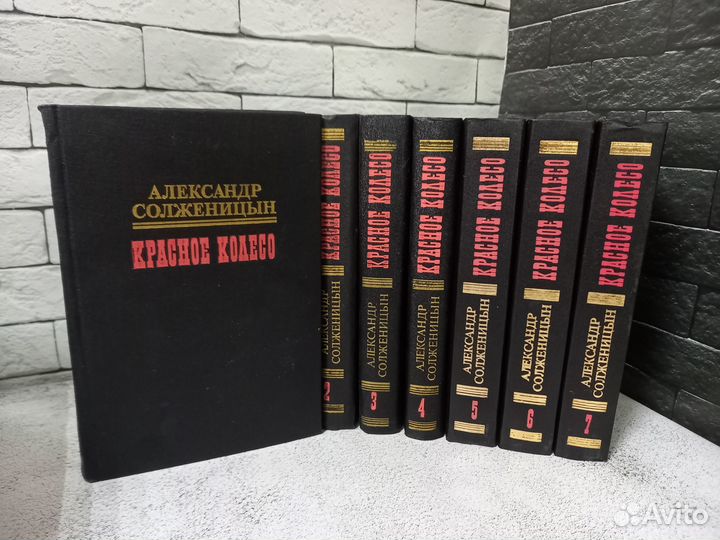 АЛЕКСАНДР
СОЛЖЕНИЦЫН
КРАСНОЕ КОЛЕСО
КРАСНОЕ КОЛЕСО
АЛЕКСАНДР
СОЛЖЕНИЦЫН
2
КРАСНОЕ КОЛЕСО
АЛЕКСАНДР
СОЛЖЕНИЦЫН
3
КРАСНОЕ КОЛЕСО
АЛЕКСАНДР
СОЛЖЕНИЦЫН
4
КРАСНОЕ КОЛЕСО
АЛЕКСАНДР
СОЛЖЕНИЦЫН
5
КРАСНОЕ КОЛЕСО
АЛЕКСАНДР
СОЛЖЕНИЦЫН
6
КРАСНОЕ КОЛЕСО
АЛЕКСАНДР
СОЛЖЕНИЦЫН
7
Avito